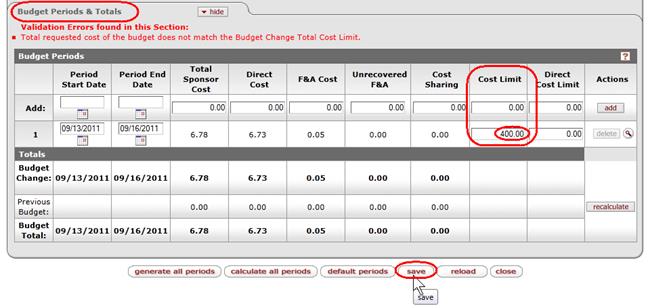 Budget Periods & Totals
hide
Validation Errors found in this Section:
Total requested cost of the budget does not match the Budget Change Total Cost Limit.
Budget Periods ?
Period Start Date Period End Date Total Sponsor Cost Direct Cost F&A Cost Unrecovered F&A Cost Sharing Cost Limit Direct Cost Limit Actions
Add: 0.00 0.00 0.00 0.00 0.00 0.00 0.00 add
1 09/13/2011 09/16/2011 6.78 6.73 0.05 0.00 0.00 400.00 0.00 delete
Totals
Budget Change: 09/13/2011 09/16/2011 6.78 6.73 0.05 0.00 0.00
Previous Budget: 0.00 0.00 0.00 0.00 0.00 recalculate
Budget Total: 09/13/2011 09/16/2011 6.78 6.73 0.05 0.00 0.00
generate all periods calculate all periods default periods save reload close
save